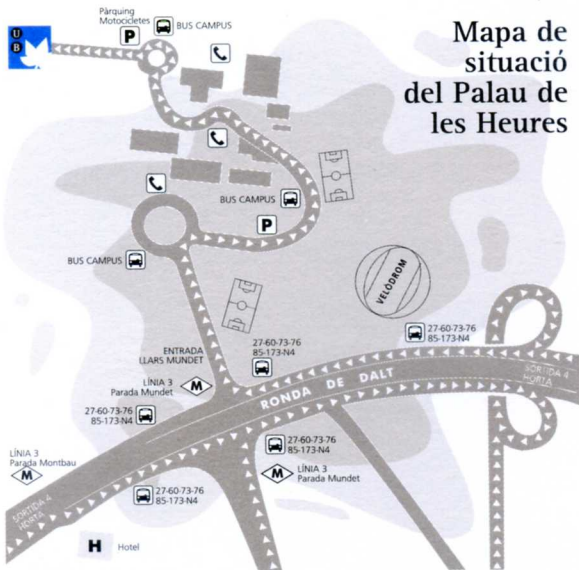 Mapa de
situació
del Palau de
les Heures
Pàrquing
Motocicletes
P
BUS CAMPUS
U
B
BUS CAMPUS
P
BUS CAMPUS
VELÒDROM
ENTRADA
LLARS MUNDET
27-60-73-76
85-173-N4
27-60-73-76
85-173-N4
LÍNIA 3
Parada Mundet
M
RONDA DE DALT
SORTIDA 4
HORTA
27-60-73-76
85-173-N4
27-60-73-76
85-173-N4
LÍNIA 3
Parada Montbau
M
M
LÍNIA 3
Parada Mundet
27-60-73-76
85-173-N4
SORTIDA 4
HORTA
H
Hotel